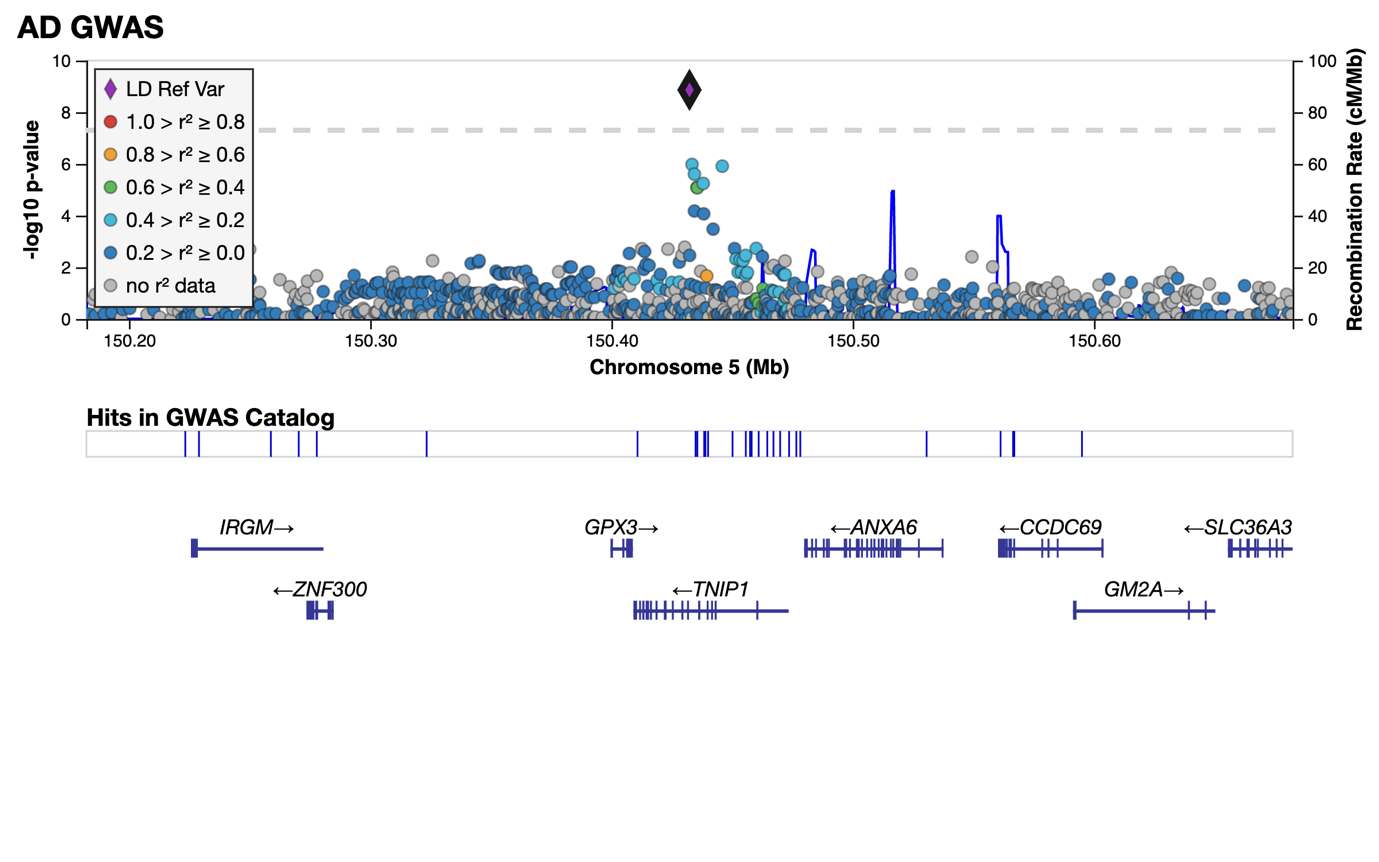 AD GWAS
10
8
6
4
2
0
-log10 p-value
LD Ref Var
1.0 > r² ≥ 0.8
0.8 > r² ≥ 0.6
0.6 > r² ≥ 0.4
0.4 > r² ≥ 0.2
0.2 > r² ≥ 0.0
no r² data
100
80
60
40
20
0
Recombination Rate (cM/Mb)
150.20 150.30 150.40 150.50 150.60
Chromosome 5 (Mb)
Hits in GWAS Catalog
IRGM→ GPX3→ ←ANXA6 ←CCDC69 ←SLC36A3
←ZNF300 ←TNIP1 GM2A→